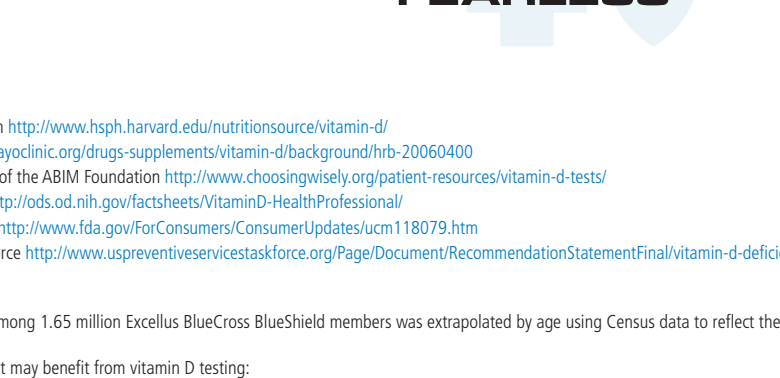 FEARLESS
n http://www.hsph.harvard.edu/nutritionsource/vitamin-d/
ayoclinic.org/drugs-supplements/vitamin-d/background/hrb-20060400
of the ABIM Foundation http://www.choosingwisely.org/patient-resources/vitamin-d-tests/
tp://ods.od.nih.gov/factsheets/VitaminD-HealthProfessional/
http://www.fda.gov/ForConsumers/ConsumerUpdates/ucm118079.htm
rce http://www.uspreventiveservicestaskforce.org/Page/Document/RecommendationStatementFinal/vitamin-d-defici
mong 1.65 million Excellus BlueCross BlueShield members was extrapolated by age using Census data to reflect the
t may benefit from vitamin D testing: